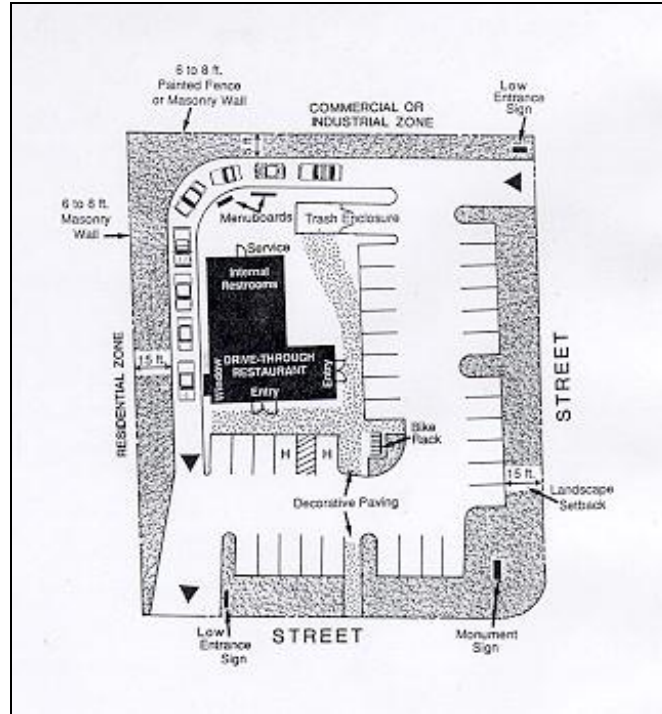 6 to 8 ft.
Painted Fence
or Masonry Wall
COMMERCIAL OR
INDUSTRIAL ZONE
Low
Entrance
Sign
5 ft
6 to 8 ft.
Masonry
Wall
Menuboards
Trash Enclosure
Service
Internal
Restrooms
DRIVE-THROUGH
RESTAURANT
Window
Entry
Entry
15 ft.
RESIDENTIAL ZONE
STREET
Bike
Rack
H
H
15 ft.
Landscape
Setback
Decorative Paving
Low
Entrance
Sign
STREET
Monument
Sign